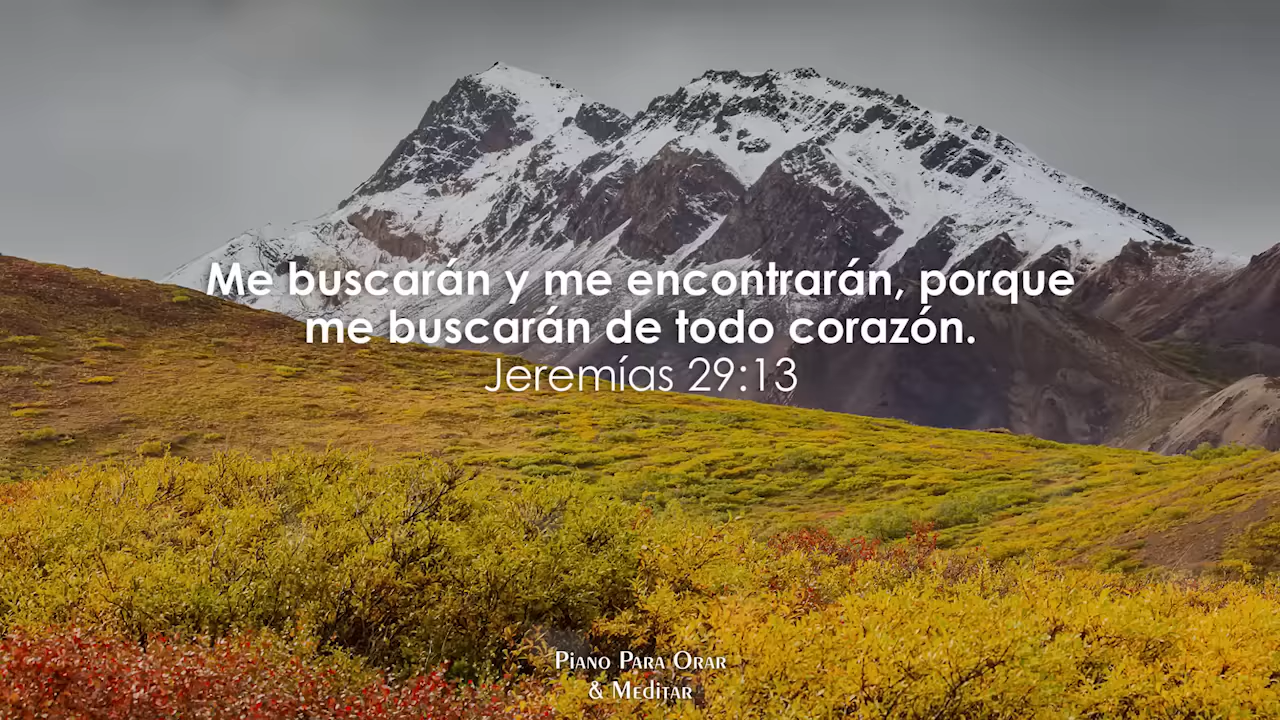 Me buscarán y me encontrarán, porque
me buscarán de todo corazón.
Jeremías 29:13
Piano Para Orar
& Meditar